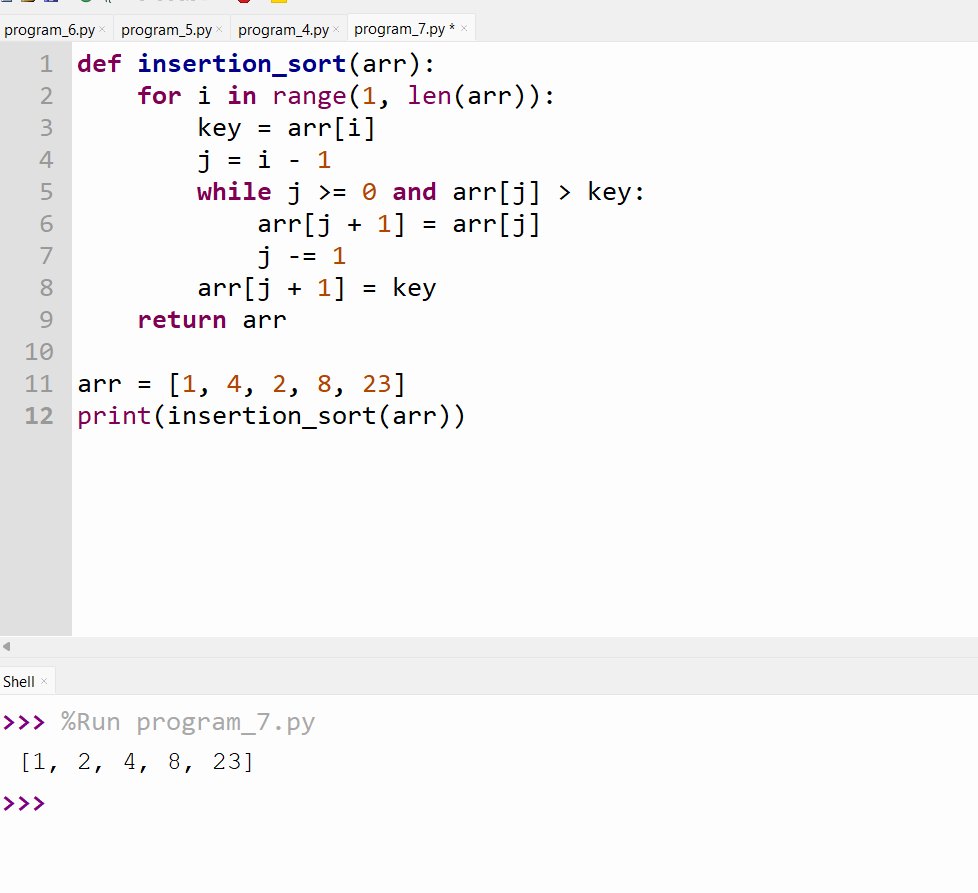 program_6.py × program_5.py × program_4.py × program_7.py * ×
1 def insertion_sort(arr):
2     for i in range(1, len(arr)):
3         key = arr[i]
4         j = i - 1
5         while j >= 0 and arr[j] > key:
6             arr[j + 1] = arr[j]
7             j -= 1
8         arr[j + 1] = key
9     return arr
10
11 arr = [1, 4, 2, 8, 23]
12 print(insertion_sort(arr))
Shell ×
>>> %Run program_7.py
[1, 2, 4, 8, 23]
>>>